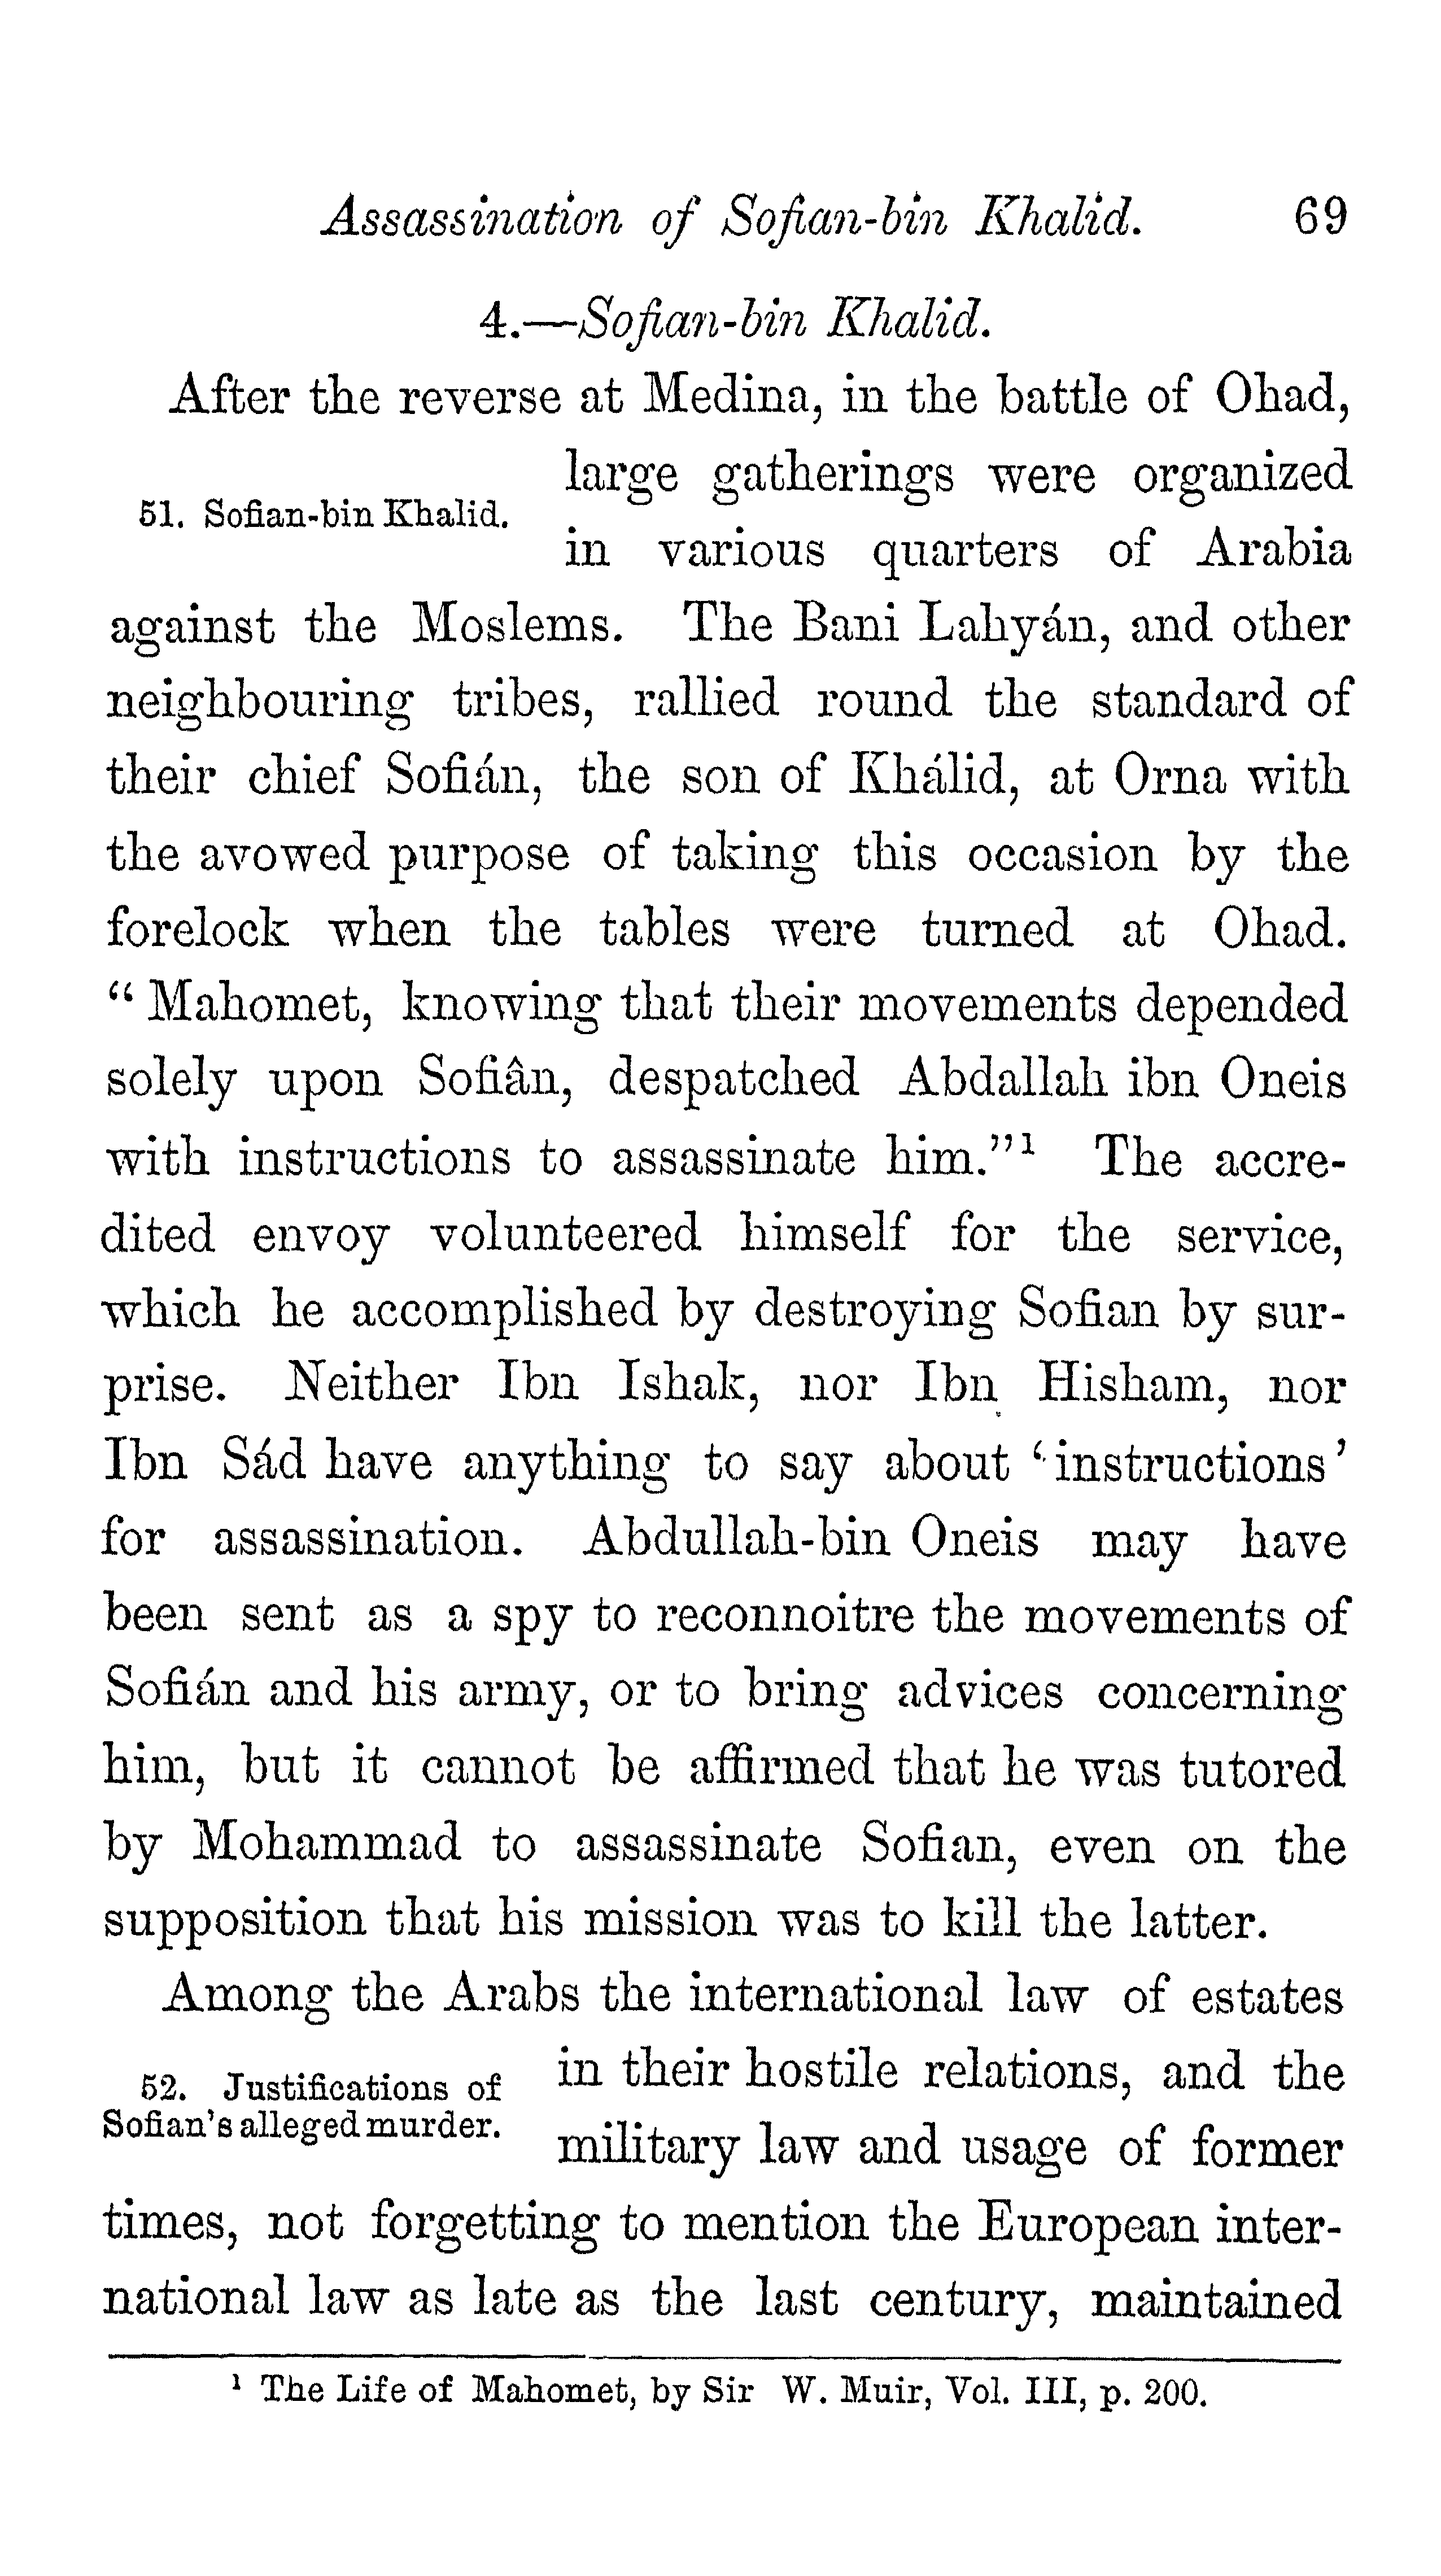 Assassination of Sofian-bin Khalid. 69
4.—Sofian-bin Khalid.
After the reverse at Medina, in the battle of Ohad,
51. Sofian-bin Khalid.
large gatherings were organized
in various quarters of Arabia
against the Moslems. The Bani Lahyán, and other
neighbouring tribes, rallied round the standard of
their chief Sofián, the son of Khálid, at Orna with
the avowed purpose of taking this occasion by the
forelock when the tables were turned at Ohad.
“Mahomet, knowing that their movements depended
solely upon Sofiân, despatched Abdallah ibn Oneis
with instructions to assassinate him.”¹ The accre-
dited envoy volunteered himself for the service,
which he accomplished by destroying Sofian by sur-
prise. Neither Ibn Ishak, nor Ibn Hisham, nor
Ibn Sád have anything to say about ‘instructions’
for assassination. Abdullah-bin Oneis may have
been sent as a spy to reconnoitre the movements of
Sofián and his army, or to bring advices concerning
him, but it cannot be affirmed that he was tutored
by Mohammad to assassinate Sofian, even on the
supposition that his mission was to kill the latter.
Among the Arabs the international law of estates
52. Justifications of
Sofian's alleged murder.
in their hostile relations, and the
military law and usage of former
times, not forgetting to mention the European inter-
national law as late as the last century, maintained
¹ The Life of Mahomet, by Sir W. Muir, Vol. III, p. 200.